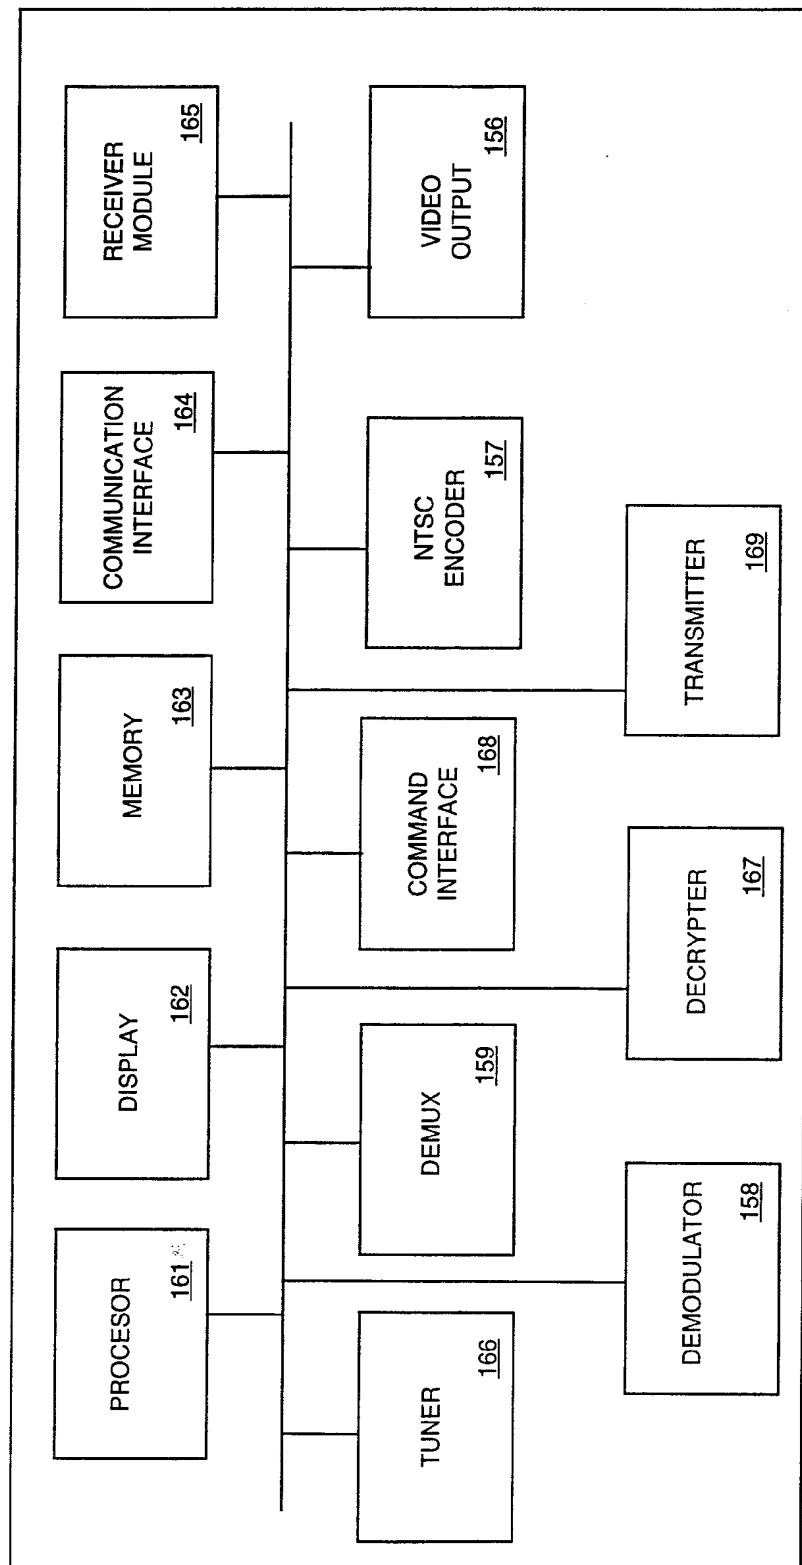 PROCESOR
161
DISPLAY
162
MEMORY
163
COMMUNICATION
INTERFACE
164
RECEIVER
MODULE
165
TUNER
166
DEMUX
159
COMMAND
INTERFACE
168
NTSC
ENCODER
157
VIDEO
OUTPUT
156
DEMODULATOR
158
DECRYPTER
167
TRANSMITTER
169